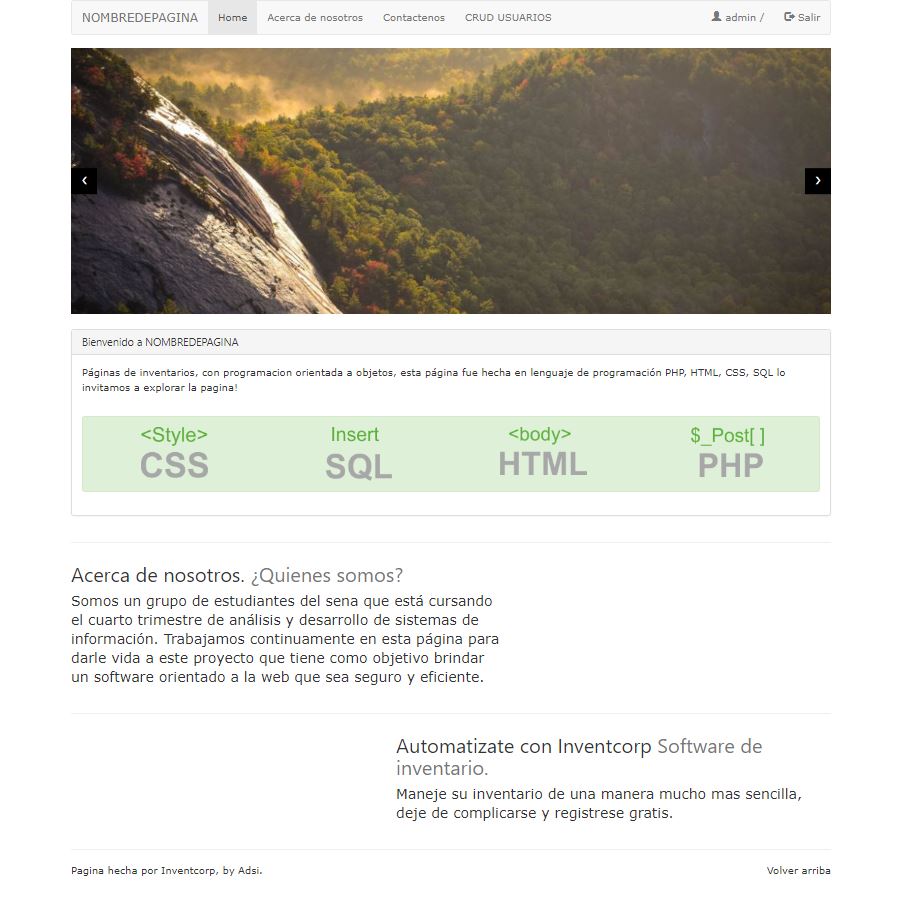 NOMBREDEPAGINA Home Acerca de nosotros Contactenos CRUD USUARIOS admin / Salir
‹ ›
Bienvenido a NOMBREDEPAGINA
Páginas de inventarios, con programacion orientada a objetos, esta página fue hecha en lenguaje de programación PHP, HTML, CSS, SQL lo
invitamos a explorar la pagina!
<Style> Insert <body> $_Post[ ]
CSS SQL HTML PHP
Acerca de nosotros. ¿Quienes somos?
Somos un grupo de estudiantes del sena que está cursando
el cuarto trimestre de análisis y desarrollo de sistemas de
información. Trabajamos continuamente en esta página para
darle vida a este proyecto que tiene como objetivo brindar
un software orientado a la web que sea seguro y eficiente.
Automatizate con Inventcorp Software de
inventario.
Maneje su inventario de una manera mucho mas sencilla,
deje de complicarse y registrese gratis.
Pagina hecha por Inventcorp, by Adsi. Volver arriba